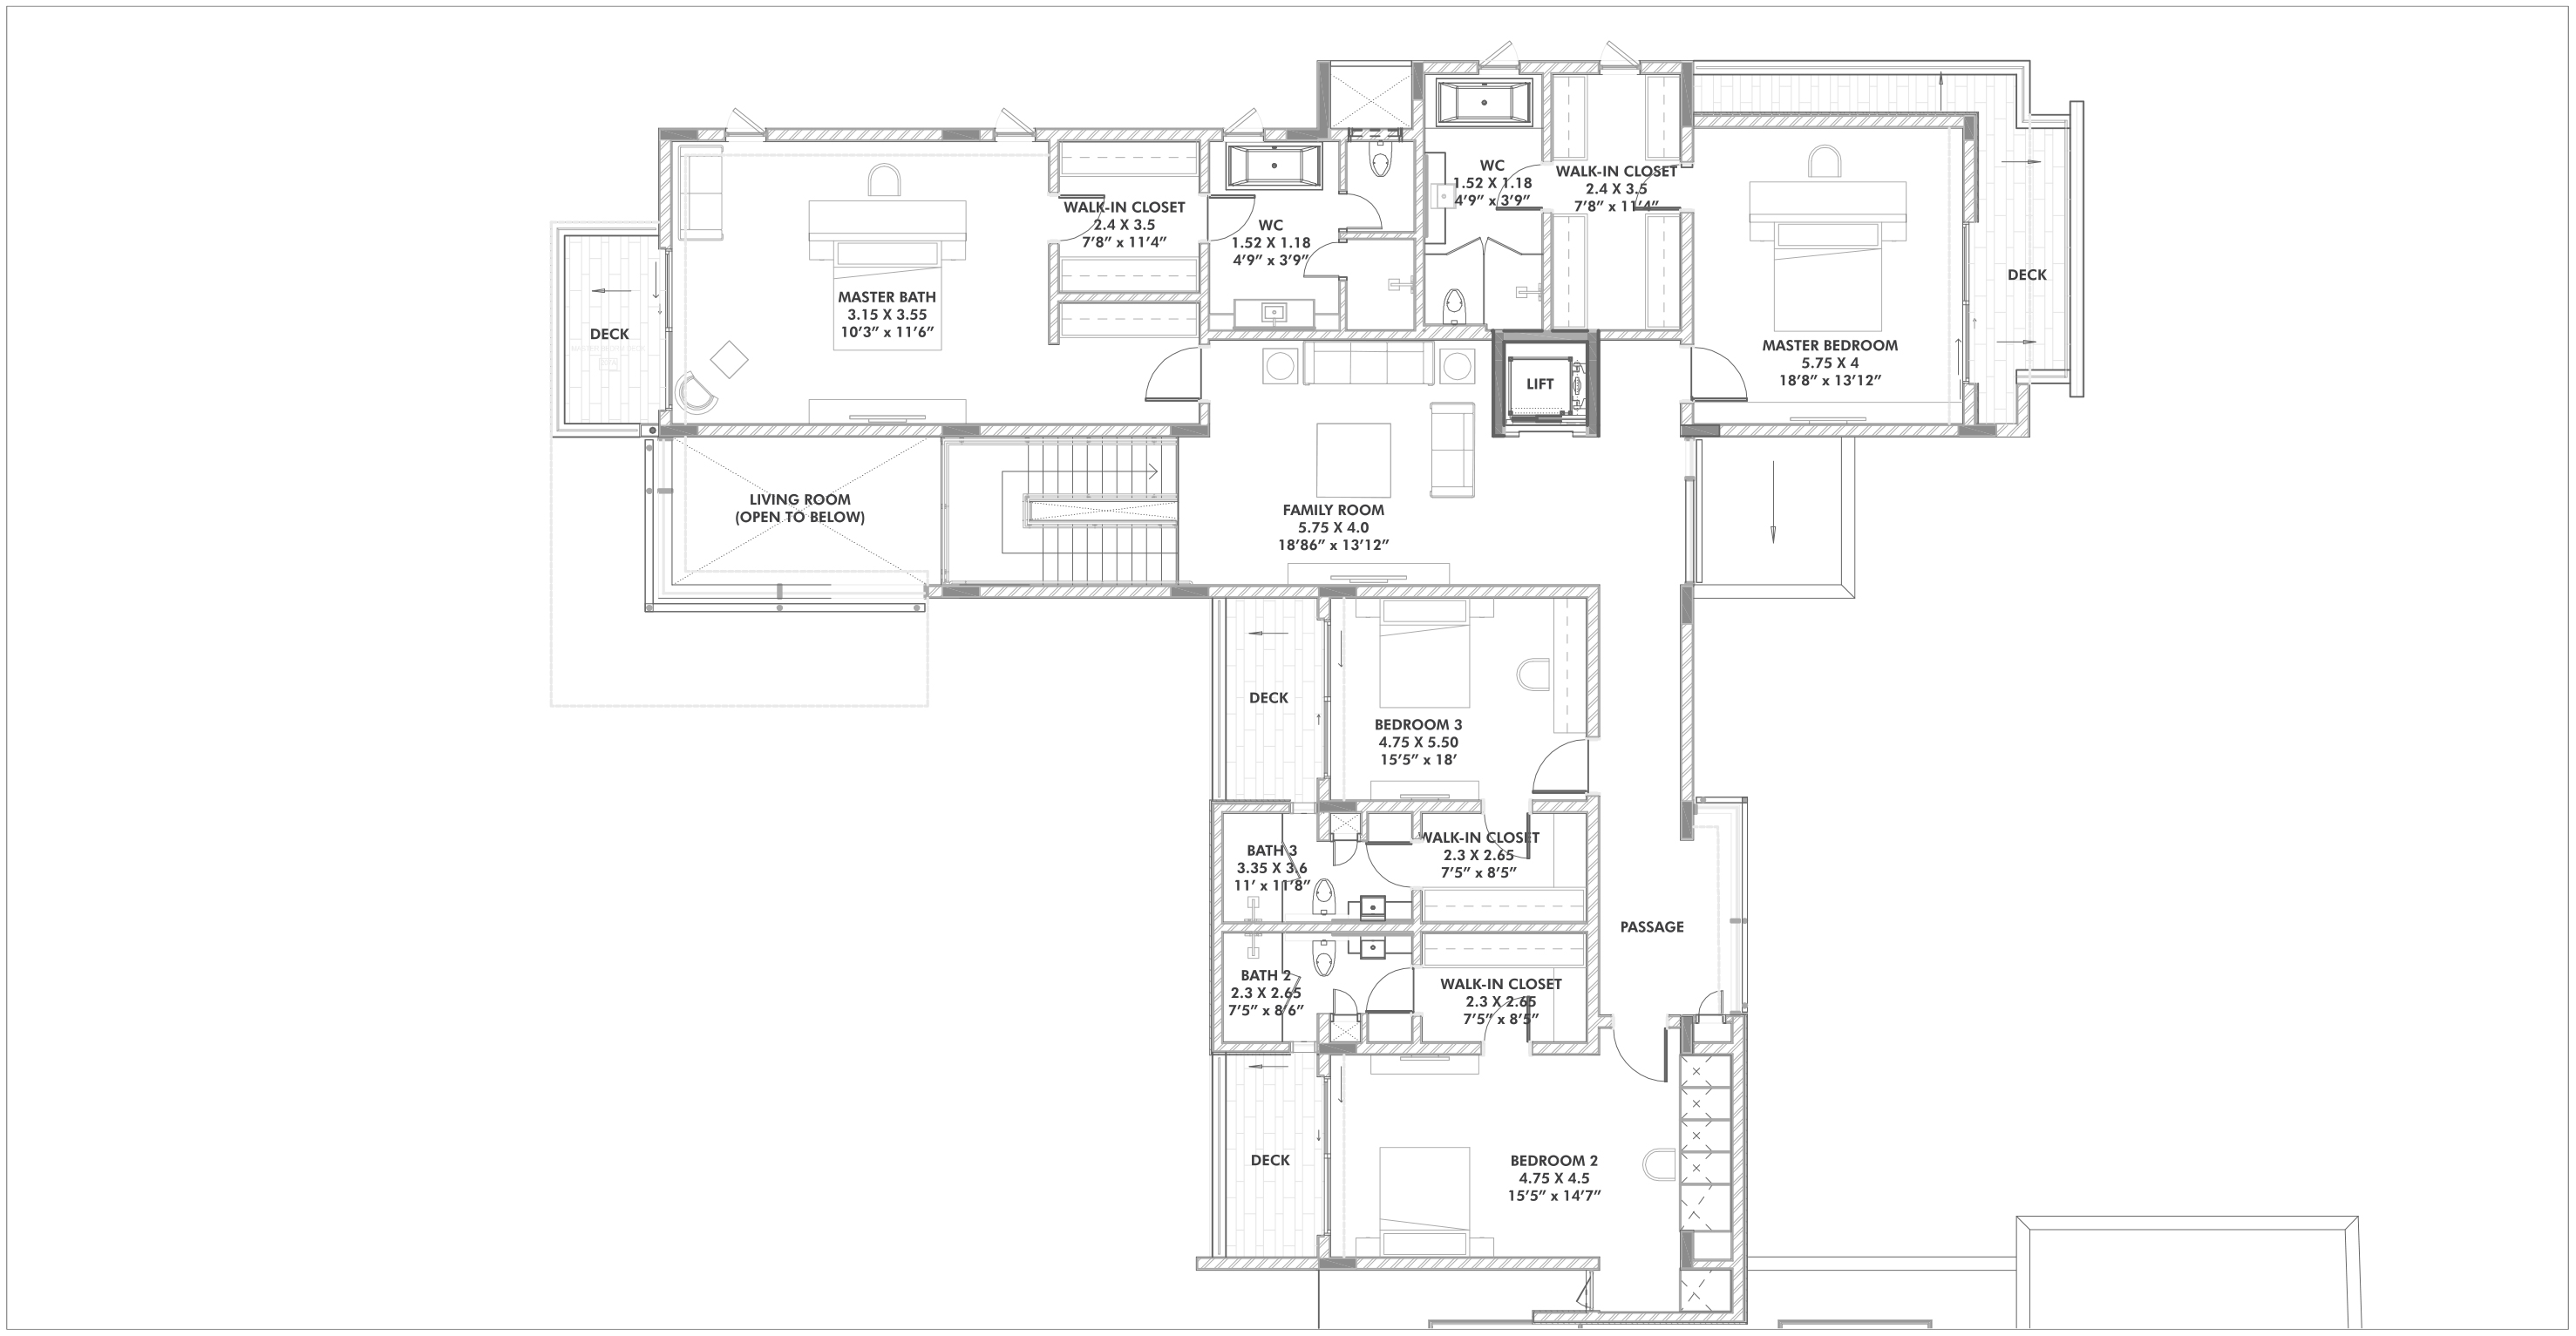 WC
1.52 X 1.18
4'9" x 3'9"
WALK-IN CLOSET
2.4 X 3.5
7'8" x 11'4"
WALK-IN CLOSET
2.4 X 3.5
7'8" x 11'4"
WC
1.52 X 1.18
4'9" x 3'9"
DECK
MASTER BATH
3.15 X 3.55
10'3" x 11'6"
DECK
MASTER BEDROOM
5.75 X 4
18'8" x 13'12"
LIFT
LIVING ROOM
(OPEN TO BELOW)
FAMILY ROOM
5.75 X 4.0
18'86" x 13'12"
DECK
BEDROOM 3
4.75 X 5.50
15'5" x 18'
WALK-IN CLOSET
2.3 X 2.65
7'5" x 8'5"
BATH 3
3.35 X 3.6
11' x 11'8"
PASSAGE
BATH 2
2.3 X 2.65
7'5" x 8'6"
WALK-IN CLOSET
2.3 X 2.65
7'5" x 8'5"
DECK
BEDROOM 2
4.75 X 4.5
15'5" x 14'7"